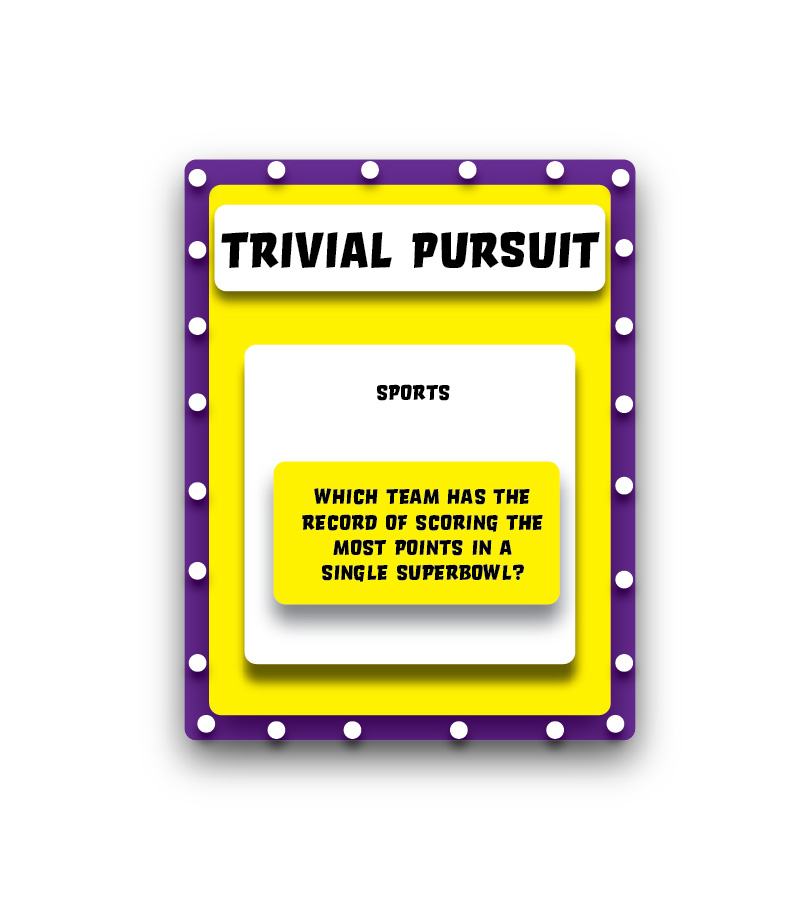 TRIVIAL PURSUIT
SPORTS
WHICH TEAM HAS THE
RECORD OF SCORING THE
MOST POINTS IN A
SINGLE SUPERBOWL?